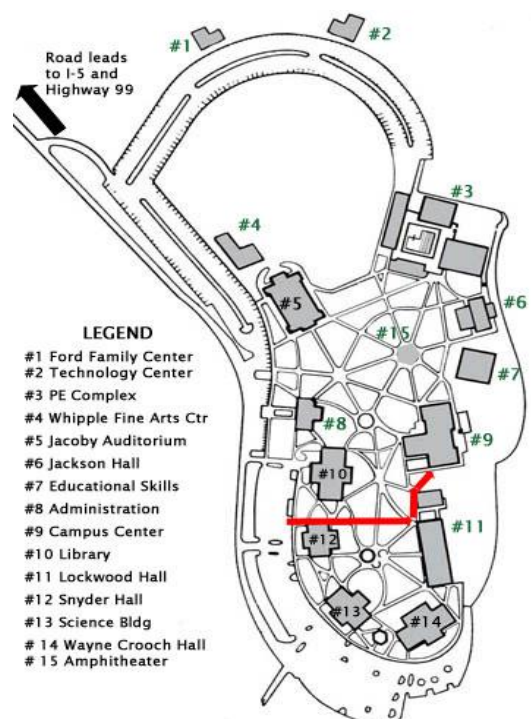 #1
#2
Road leads
to I-5 and
Highway 99
#3
#4
#5
#6
#15
#7
LEGEND
#1 Ford Family Center
#2 Technology Center
#3 PE Complex
#4 Whipple Fine Arts Ctr
#5 Jacoby Auditorium
#6 Jackson Hall
#7 Educational Skills
#8 Administration
#9 Campus Center
#10 Library
#11 Lockwood Hall
#12 Snyder Hall
#13 Science Bldg
# 14 Wayne Crooch Hall
# 15 Amphitheater
#8
#9
#10
#11
#12
#13
#14